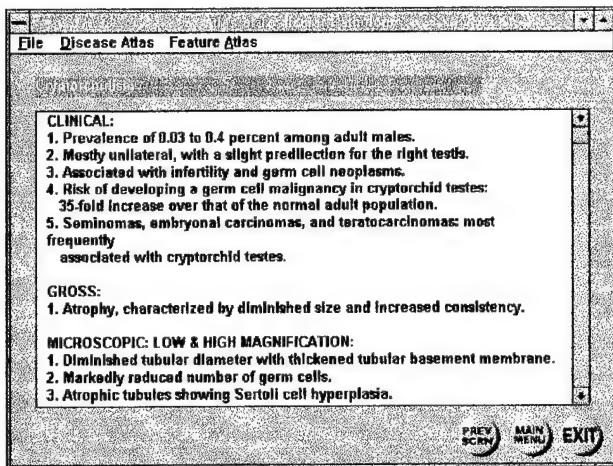 File Disease Atlas Feature Atlas
CLINICAL:
1. Prevalence of 0.03 to 0.4 percent among adult males.
2. Mostly unilateral, with a slight predilection for the right testis.
3. Associated with infertility and germ cell neoplasms.
4. Risk of developing a germ cell malignancy in cryptorchid testes:
35-fold increase over that of the normal adult population.
5. Seminomas, embryonal carcinomas, and teratocarcinomas: most
frequently
associated with cryptorchid testes.
GROSS:
1. Atrophy, characterized by diminished size and increased consistency.
MICROSCOPIC: LOW & HIGH MAGNIFICATION:
1. Diminished tubular diameter with thickened tubular basement membrane.
2. Markedly reduced number of germ cells.
3. Atrophic tubules showing Sertoli cell hyperplasia.
PREV SCRN MAIN MENU EXIT